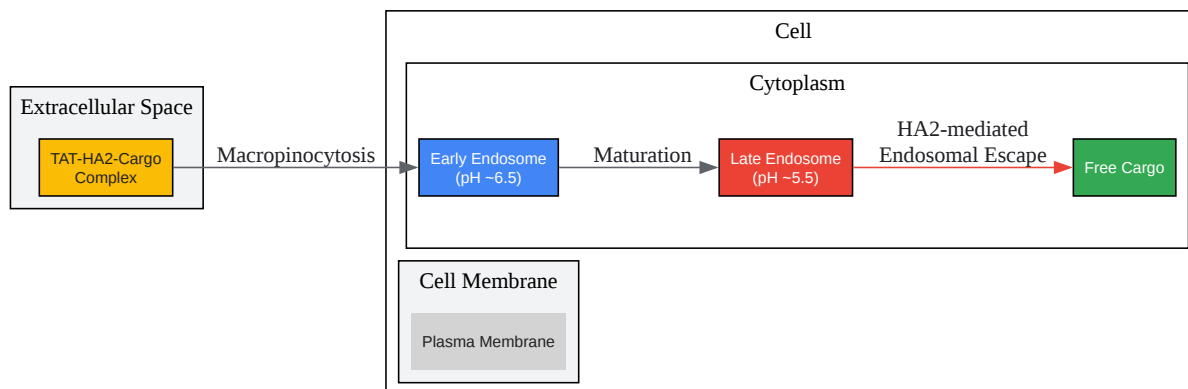 Cell
Cytoplasm
Extracellular Space
TAT-HA2-Cargo
Complex
Macropinocytosis
Early Endosome
(pH ~6.5)
Maturation
Late Endosome
(pH ~5.5)
HA2-mediated
Endosomal Escape
Free Cargo
Cell Membrane
Plasma Membrane